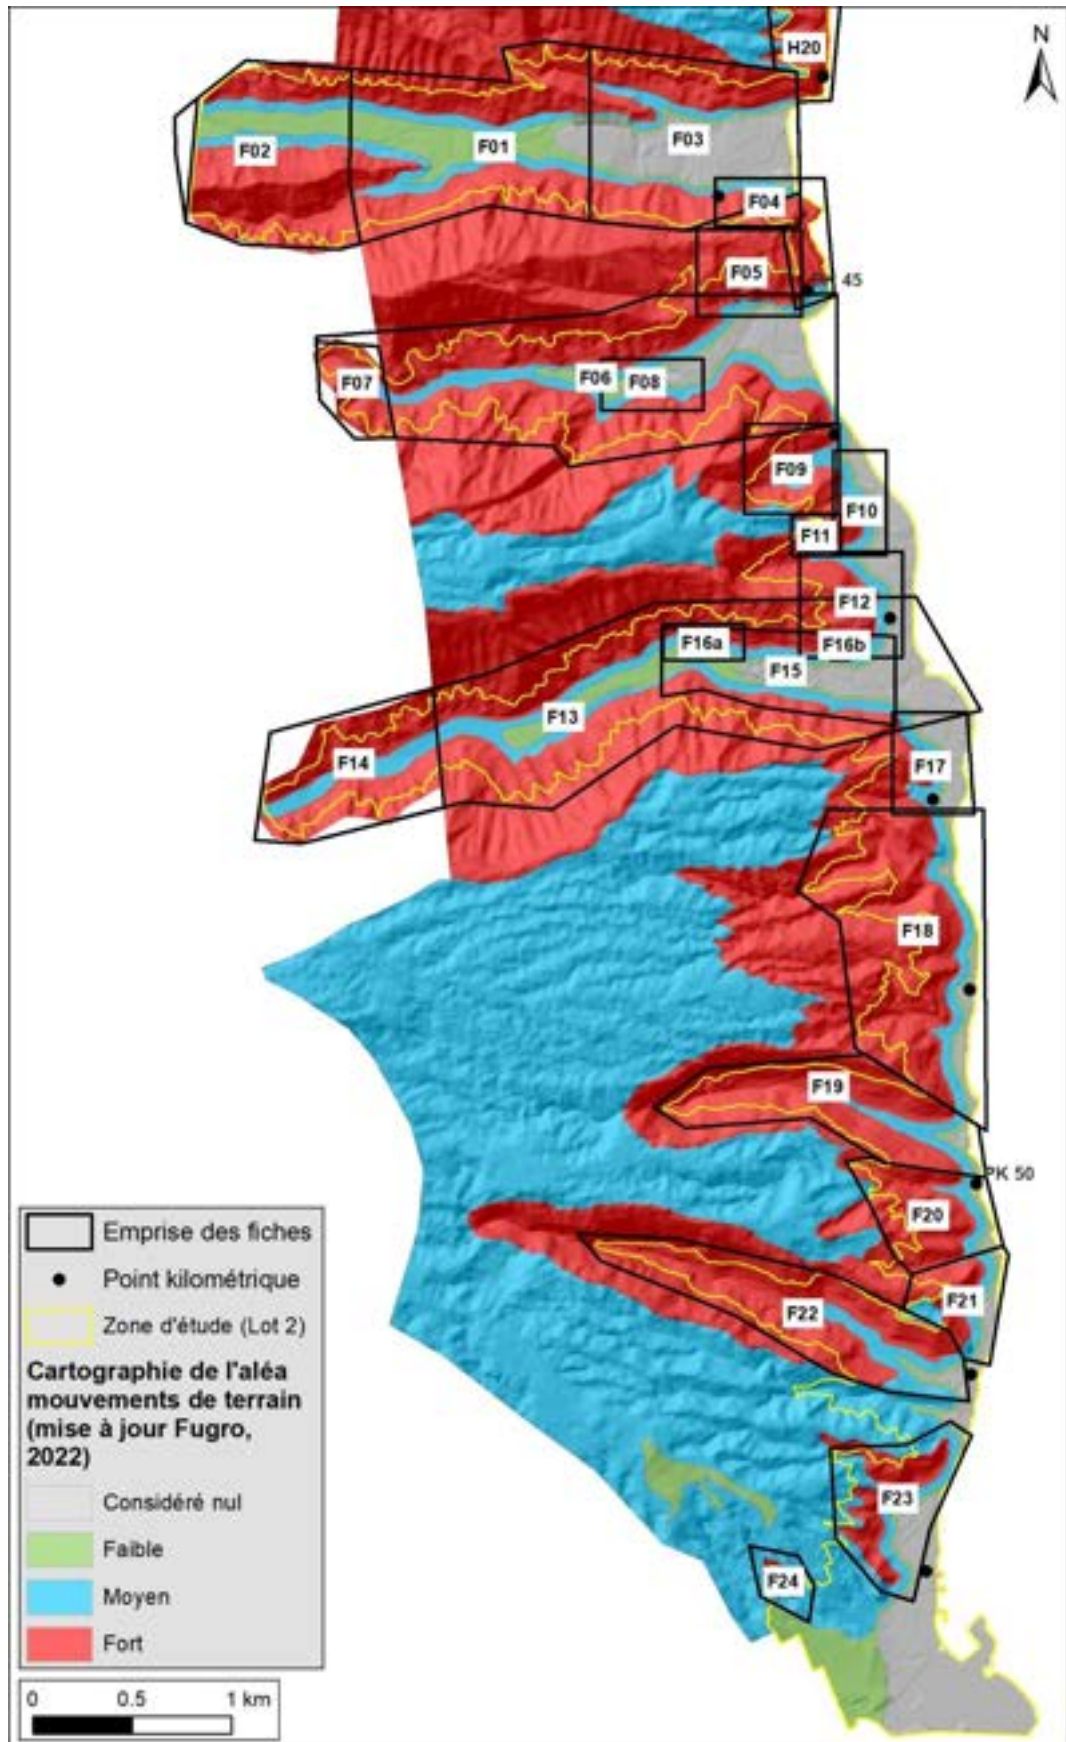 N
H20
F02
F01
F03
F04
F05
45
F07
F06
F08
F09
F10
F11
F12
F16a
F16b
F15
F13
F14
F17
F18
F19
PK 50
F20
F21
F22
F23
F24
Emprise des fiches
Point kilométrique
Zone d'étude (Lot 2)
Cartographie de l'aléa
mouvements de terrain
(mise à jour Fugro,
2022)
Considéré nul
Faible
Moyen
Fort
0 0.5 1 km